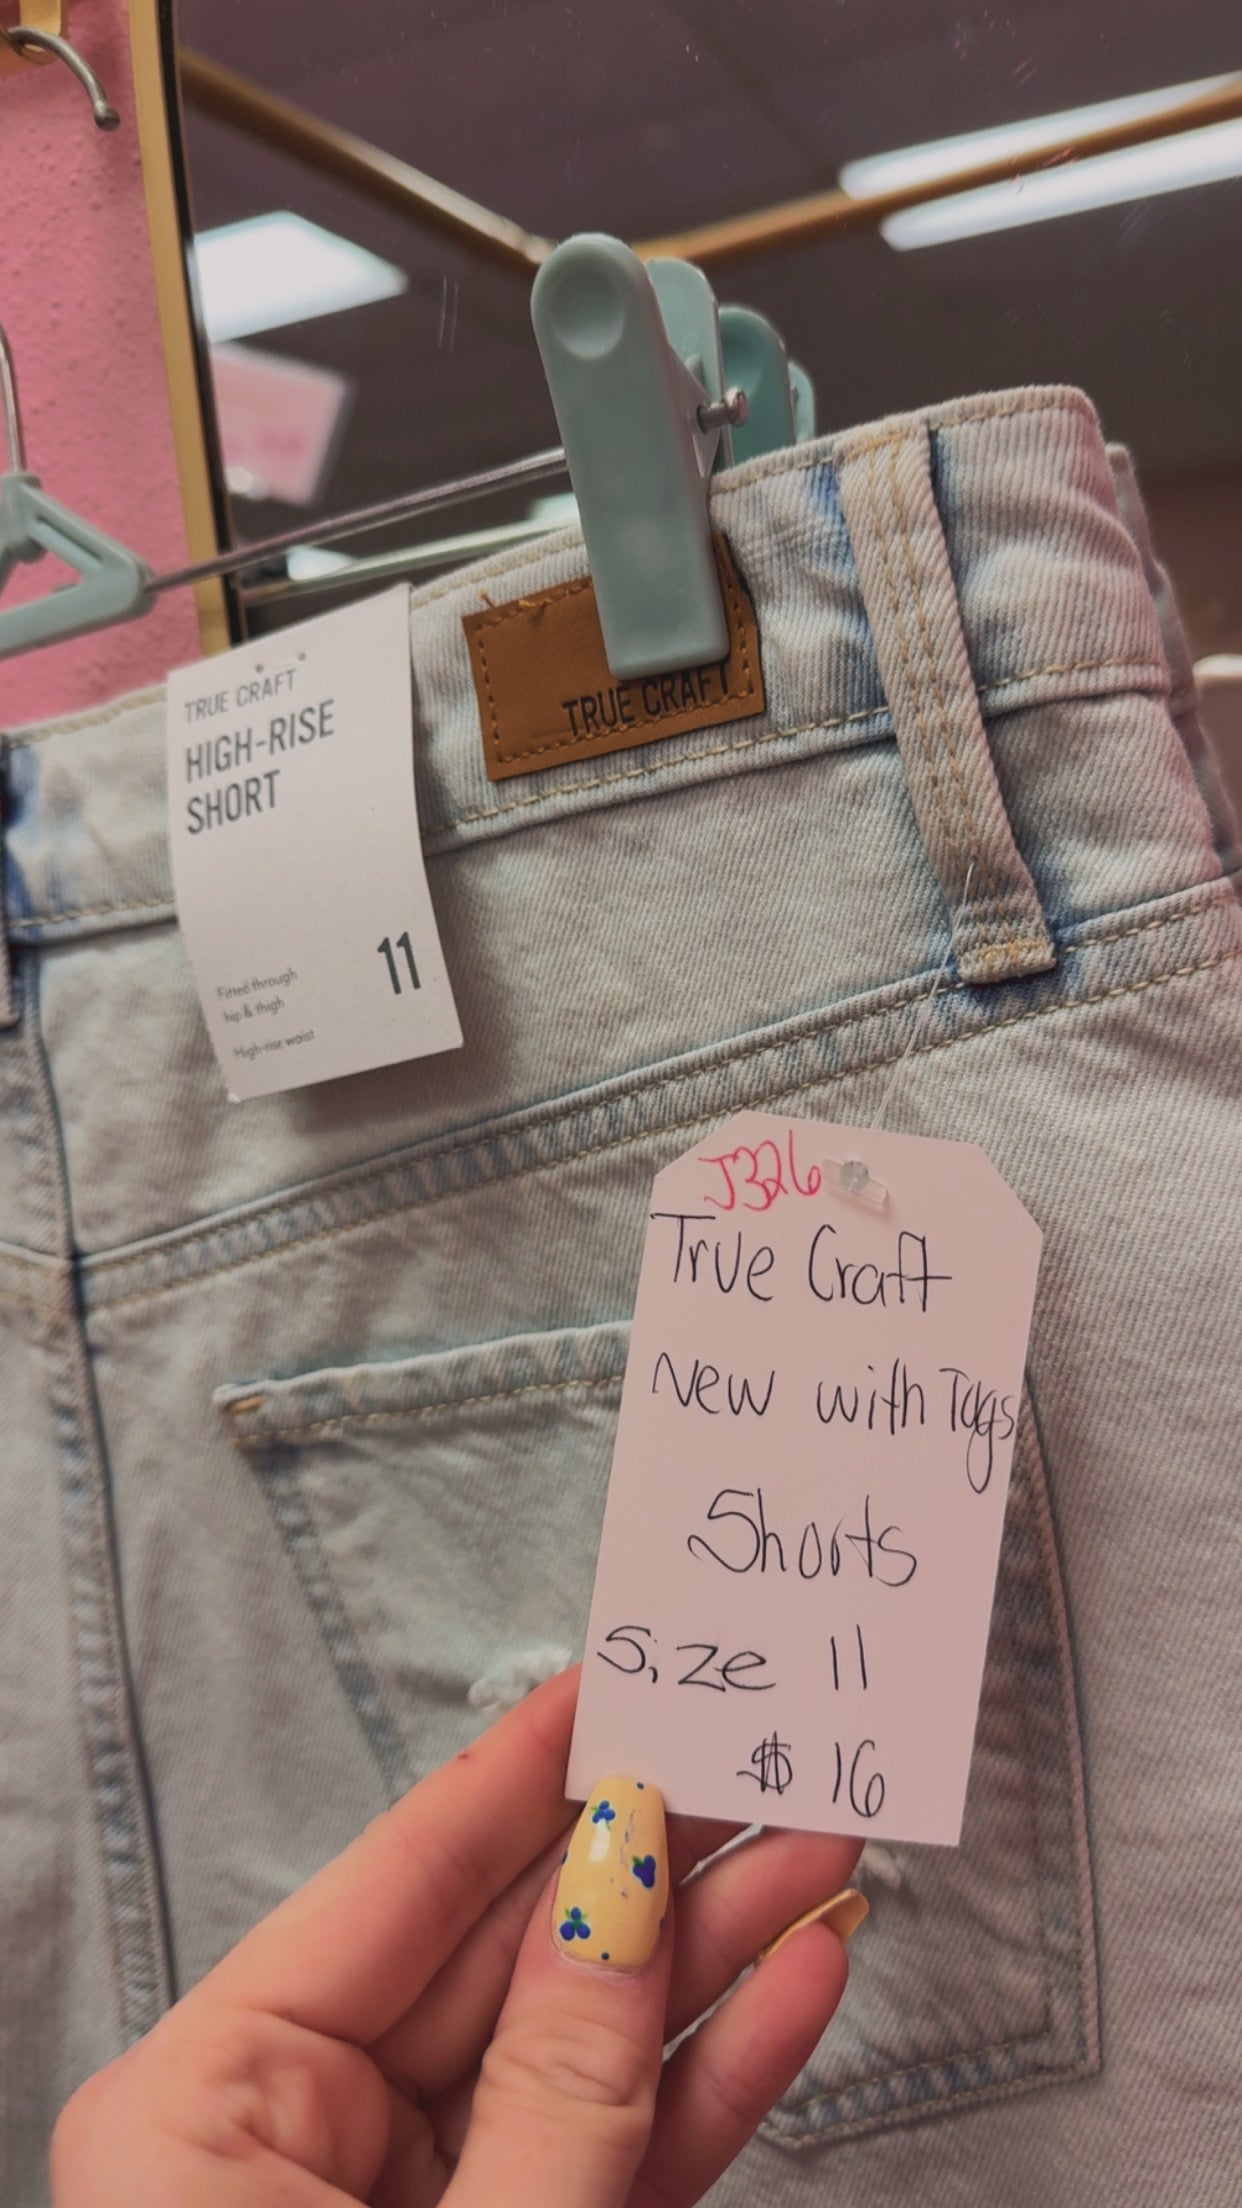 TRUE CRAFT
HIGH-RISE
SHORT
11
Fitted through
hip & thigh
High-rise waist
TRUE CRAFT
J326
True Craft
New with Tags
Shorts
Size 11
$16